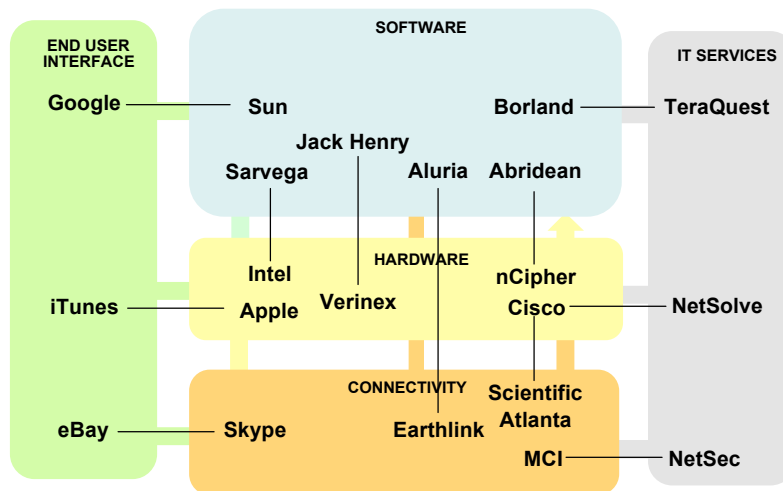 SOFTWARE
END USER
INTERFACE
IT SERVICES
Google
Sun
Borland
TeraQuest
Jack Henry
Sarvega
Aluria
Abridean
HARDWARE
Intel
nCipher
iTunes
Apple
Verinex
Cisco
NetSolve
CONNECTIVITY
Scientific
Atlanta
eBay
Skype
Earthlink
MCI
NetSec